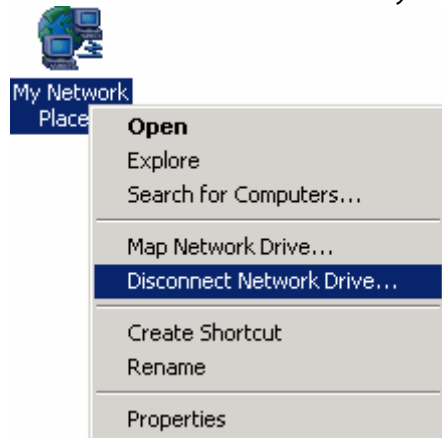 My Network
Place
Open
Explore
Search for Computers...
Map Network Drive...
Disconnect Network Drive...
Create Shortcut
Rename
Properties